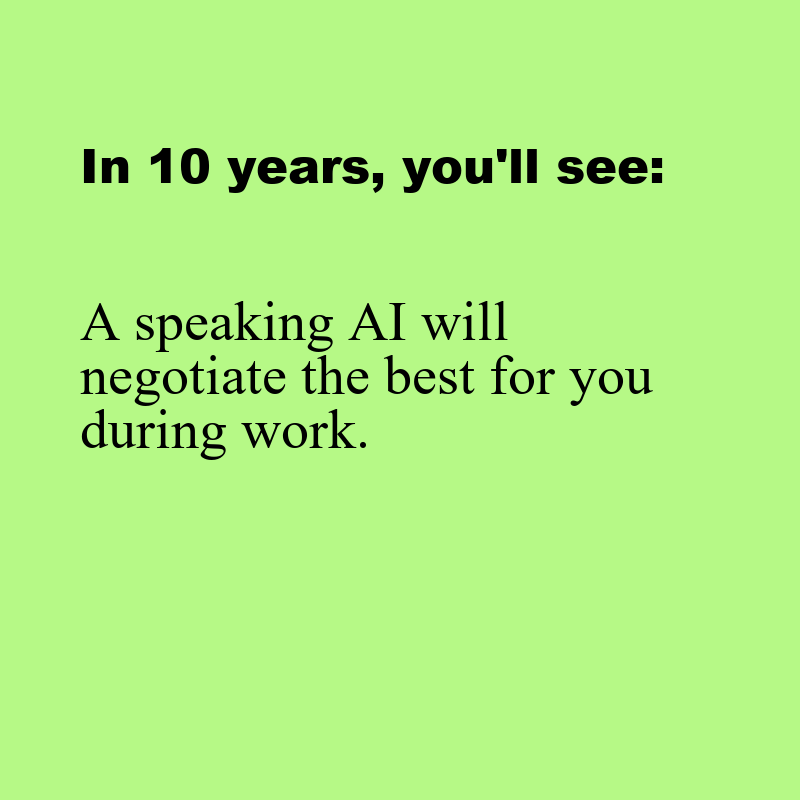 In 10 years, you'll see:
A speaking AI will
negotiate the best for you
during work.